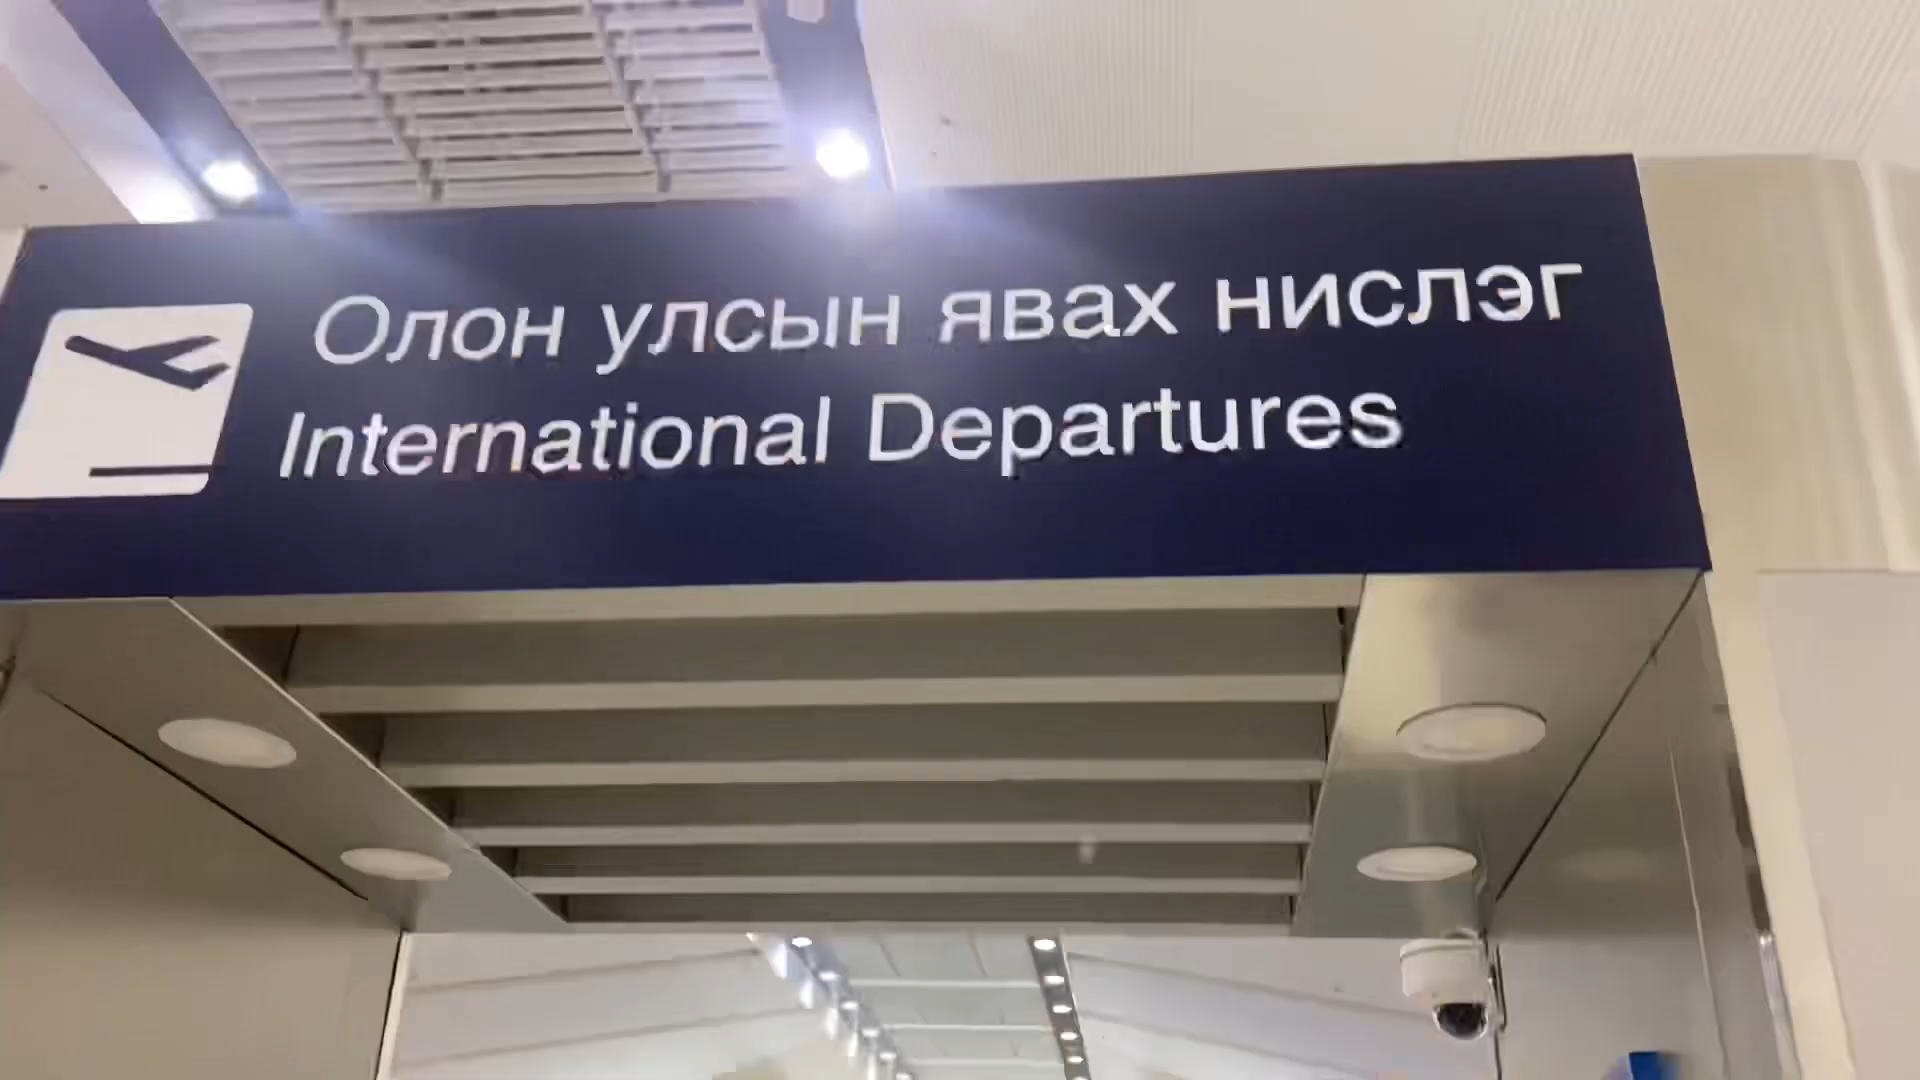 Олон улсын явах нислэг
International Departures